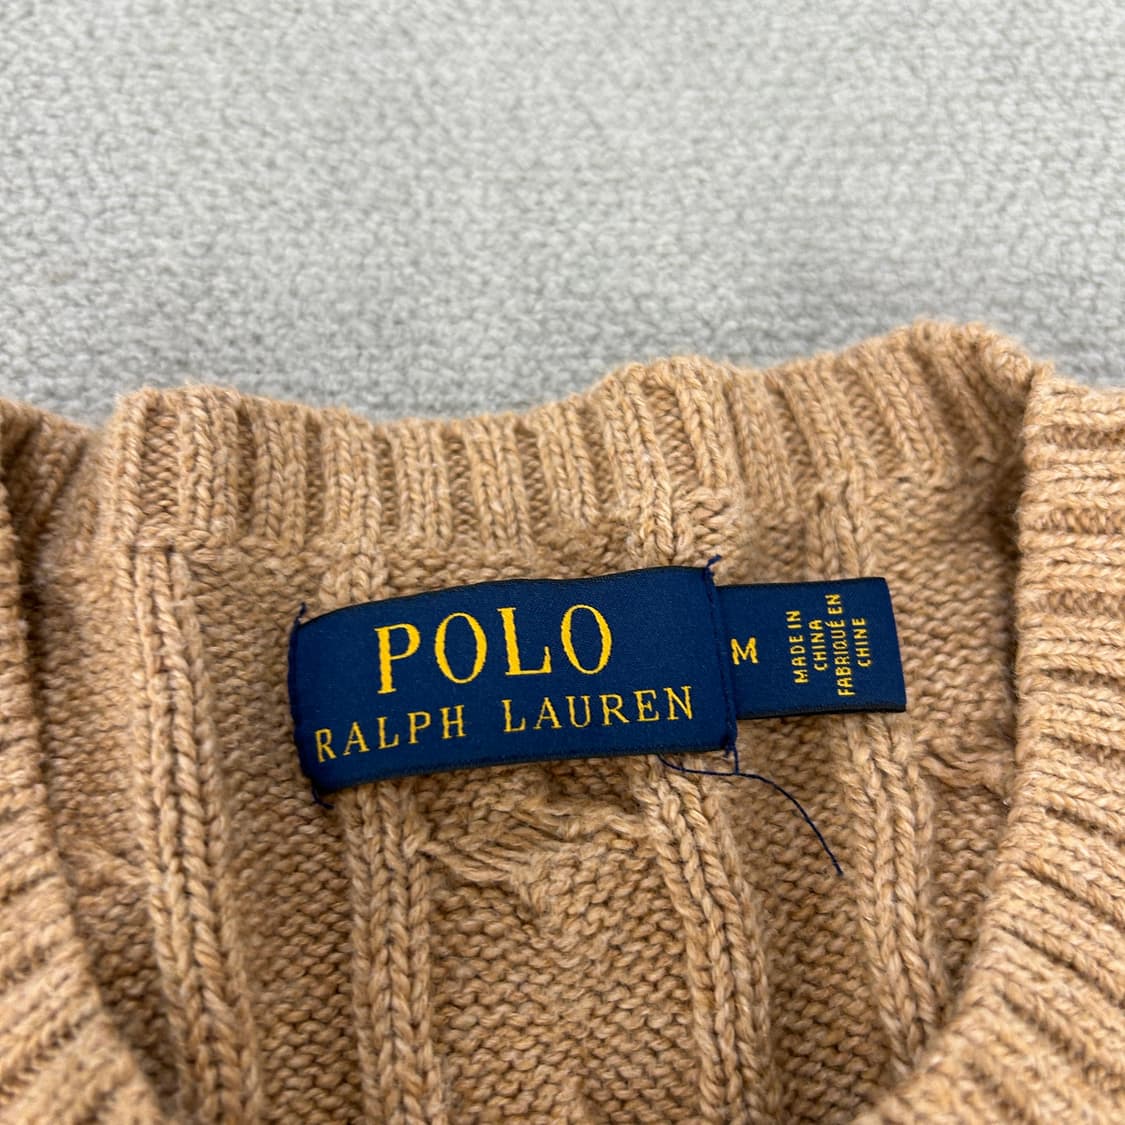 POLO
RALPH LAUREN
M
MADE IN
CHINA
FABRIQUÉ EN
CHINE